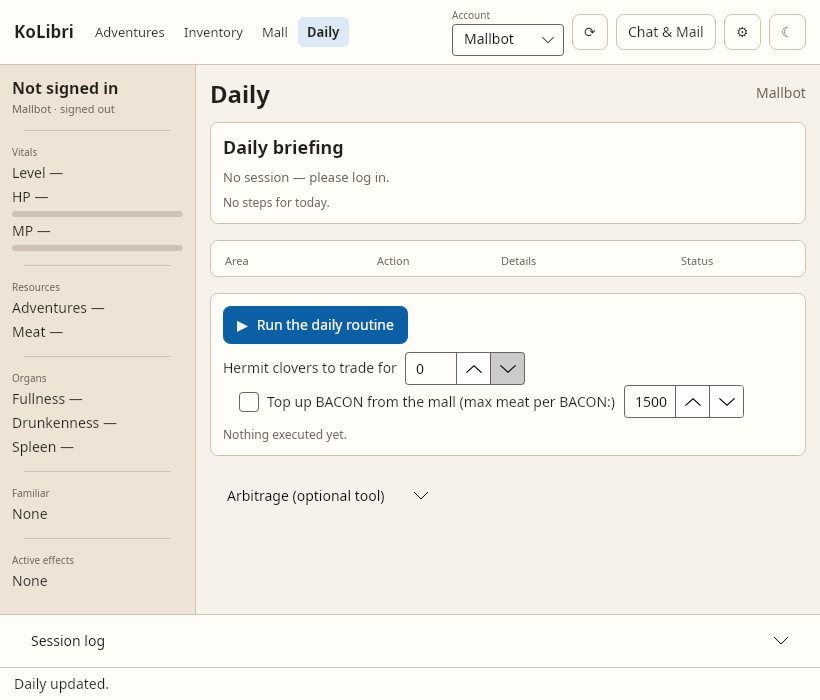 KoLibri
Adventures
Inventory
Mall
Daily
Account
Mallbot
Chat & Mail
Not signed in
Mallbot · signed out
Vitals
Level —
HP —
MP —
Resources
Adventures —
Meat —
Organs
Fullness —
Drunkenness —
Spleen —
Familiar
None
Active effects
None
Daily
Mallbot
Daily briefing
No session — please log in.
No steps for today.
Area Action Details Status
▶ Run the daily routine
Hermit clovers to trade for 0
Top up BACON from the mall (max meat per BACON:) 1500
Nothing executed yet.
Arbitrage (optional tool)
Session log
Daily updated.